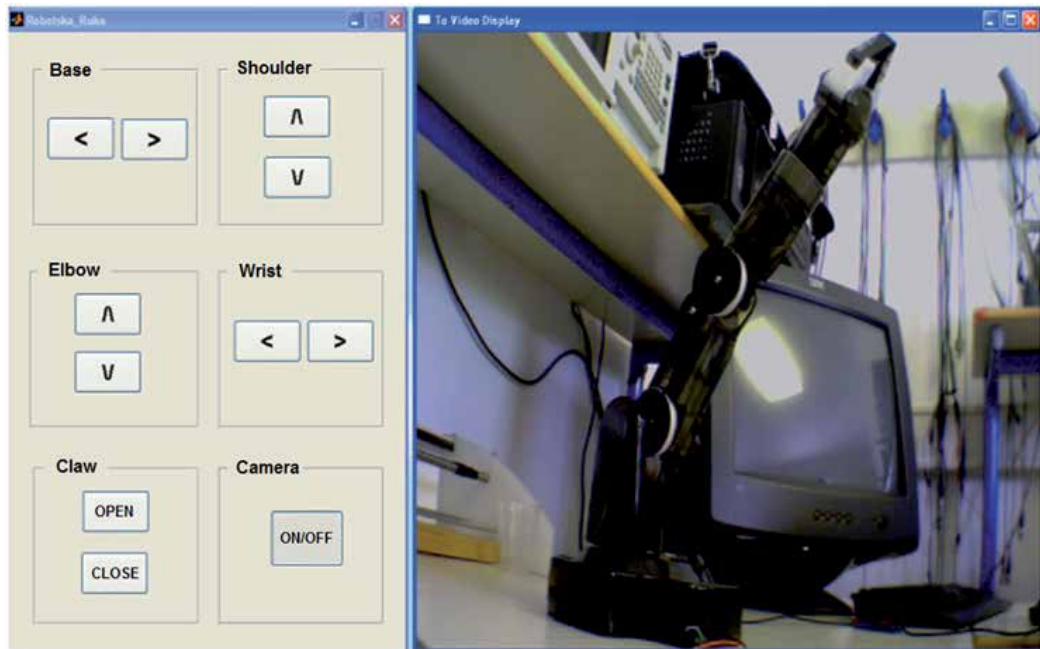 Robotska_Ruka
To Video Display
Base
Shoulder
<
>
/\
\/
Elbow
Wrist
/\
\/
<
>
Claw
Camera
OPEN
CLOSE
ON/OFF